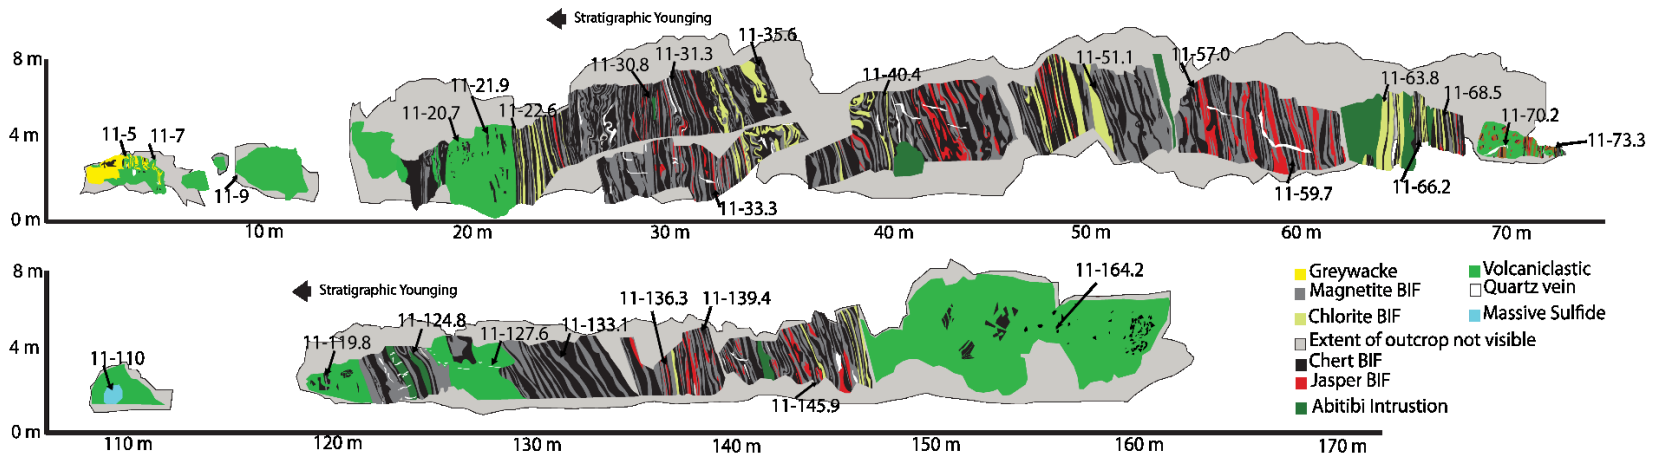 Stratigraphic Younging
8 m
4 m
0 m
11-5
11-7
11-9
11-20.7
11-21.9
11-22.6
11-30.8
11-31.3
11-35.6
11-33.3
11-40.4
11-51.1
11-57.0
11-59.7
11-63.8
11-66.2
11-68.5
11-70.2
11-73.3
10 m
20 m
30 m
40 m
50 m
60 m
70 m
Stratigraphic Younging
8 m
4 m
0 m
11-110
11-119.8
11-124.8
11-127.6
11-133.1
11-136.3
11-139.4
11-145.9
11-164.2
110 m
120 m
130 m
140 m
150 m
160 m
170 m
Greywacke
Magnetite BIF
Chlorite BIF
Extent of outcrop not visible
Chert BIF
Jasper BIF
Abitibi Intrustion
Volcaniclastic
Quartz vein
Massive Sulfide